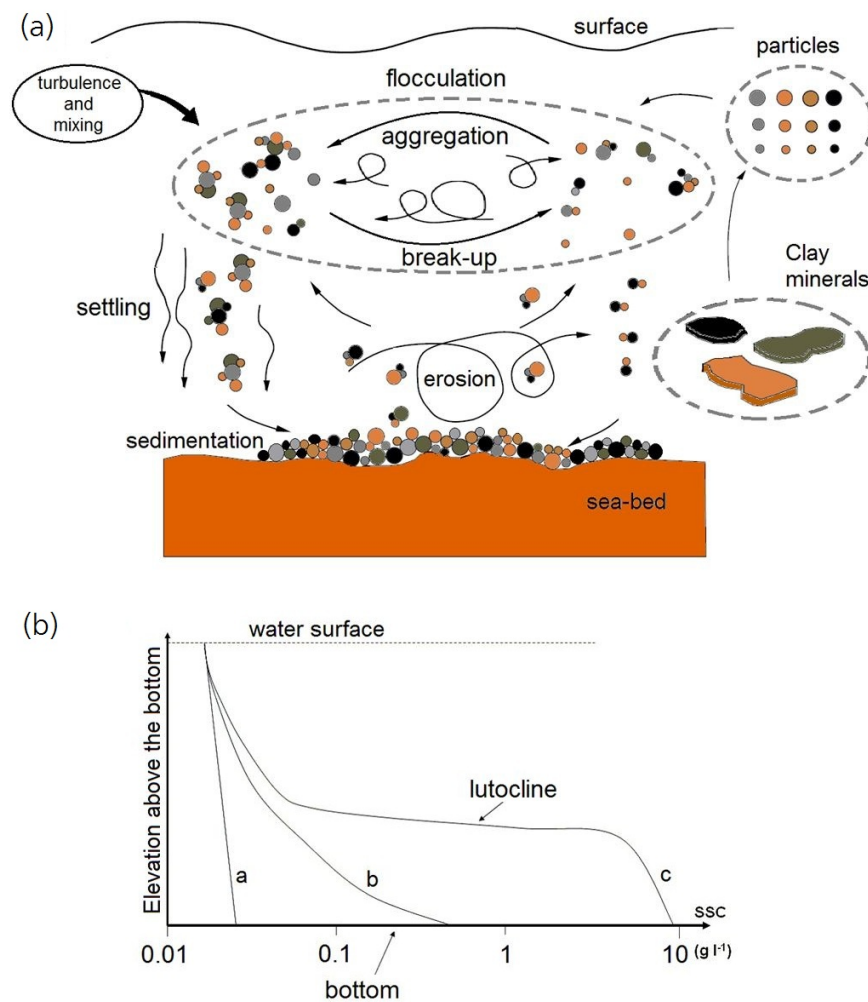 (a)
surface
particles
turbulence
and
mixing
flocculation
aggregation
break-up
Clay
minerals
settling
erosion
sedimentation
sea-bed
(b)
water surface
Elevation above the bottom
lutocline
a
b
c
ssc
0.01
0.1
1
10
(g l⁻¹)
bottom